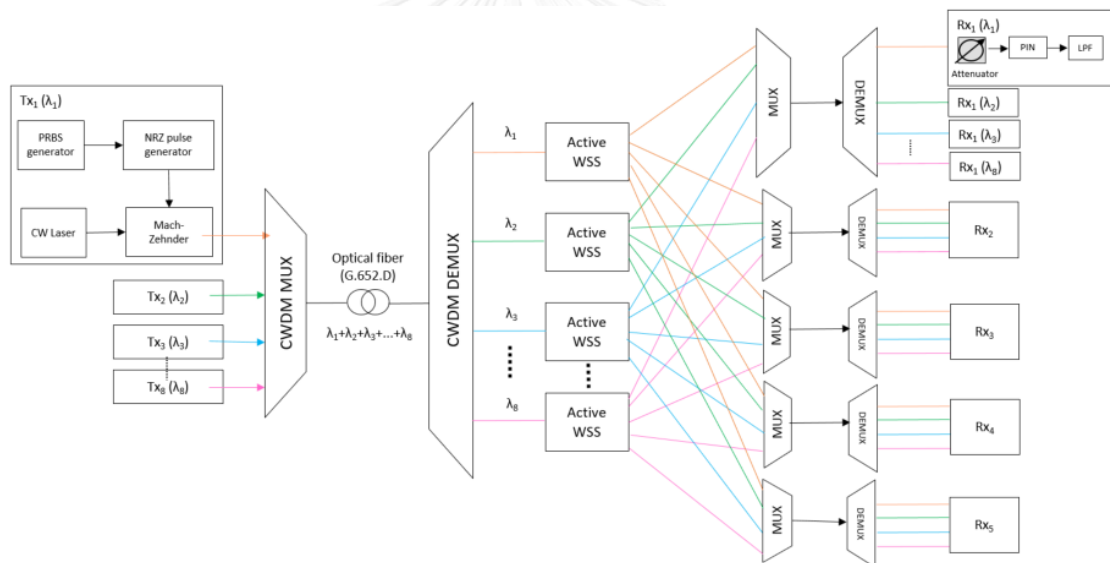 Tx₁ (λ₁)
PRBS
generator
NRZ pulse
generator
CW Laser
Mach-
Zehnder
Tx₂ (λ₂)
Tx₃ (λ₃)
Tx₈ (λ₈)
CWDM MUX
Optical fiber
(G.652.D)
λ₁+λ₂+λ₃+...+λ₈
CWDM DEMUX
λ₁
λ₂
λ₃
λ₈
Active
WSS
Active
WSS
Active
WSS
Active
WSS
MUX
DEMUX
Rx₁ (λ₁)
Attenuator
PIN
LPF
Rx₁ (λ₂)
Rx₁ (λ₃)
Rx₁ (λ₈)
MUX
DEMUX
Rx₂
MUX
DEMUX
Rx₃
MUX
DEMUX
Rx₄
MUX
DEMUX
Rx₅